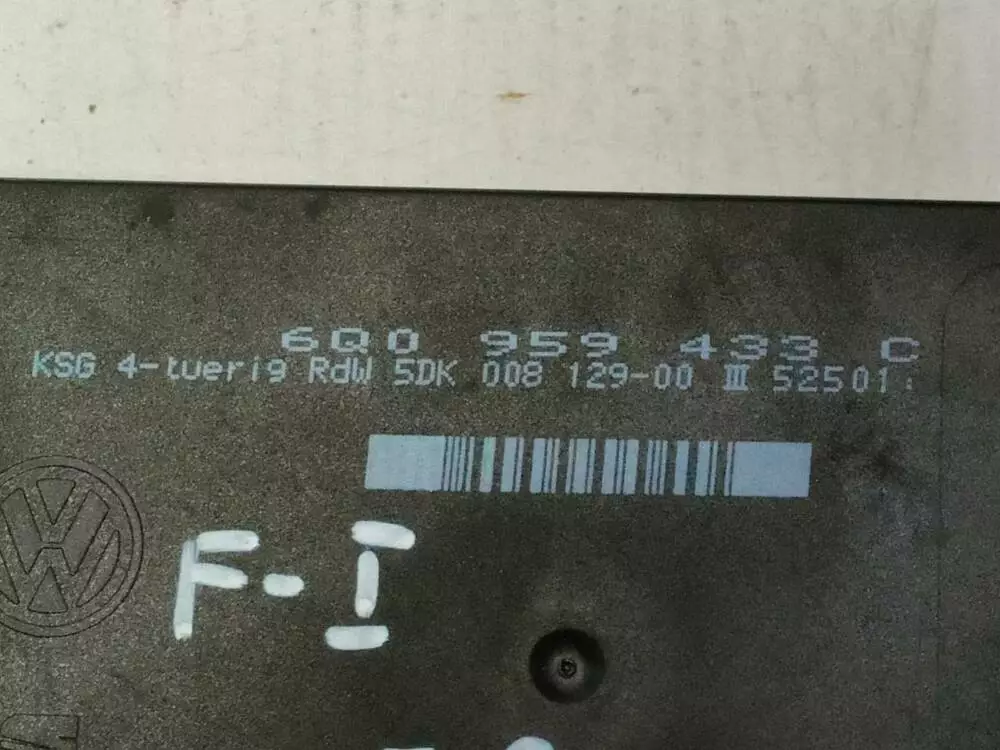 6Q0 959 433 C
KSG 4-tuerig RdW 5DK 008 129-00 III 52501
F-I